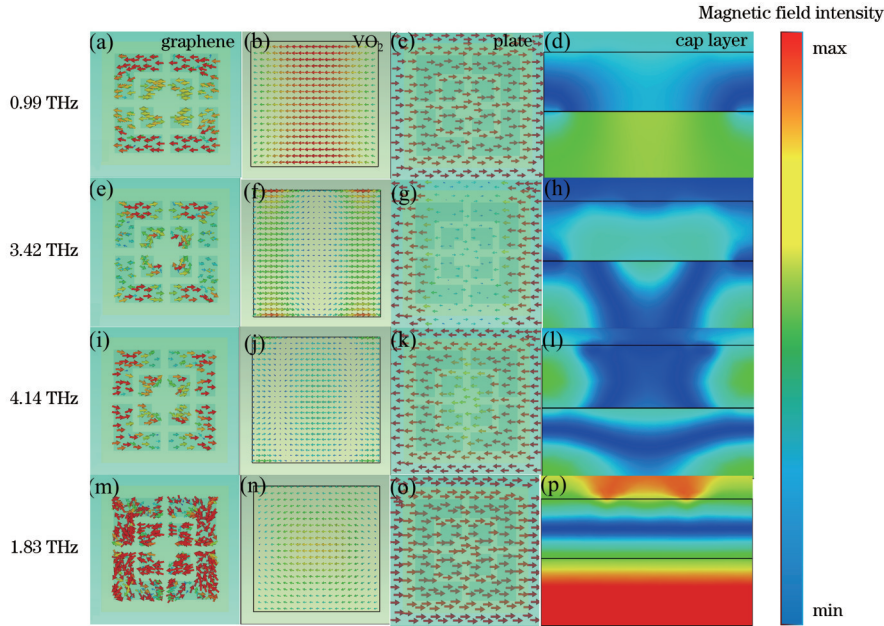 Magnetic field intensity
(a) graphene (b) VO₂ (c) plate (d) cap layer max
0.99 THz
(e) (f) (g) (h)
3.42 THz
(i) (j) (k) (l)
4.14 THz
(m) (n) (o) (p)
1.83 THz
min